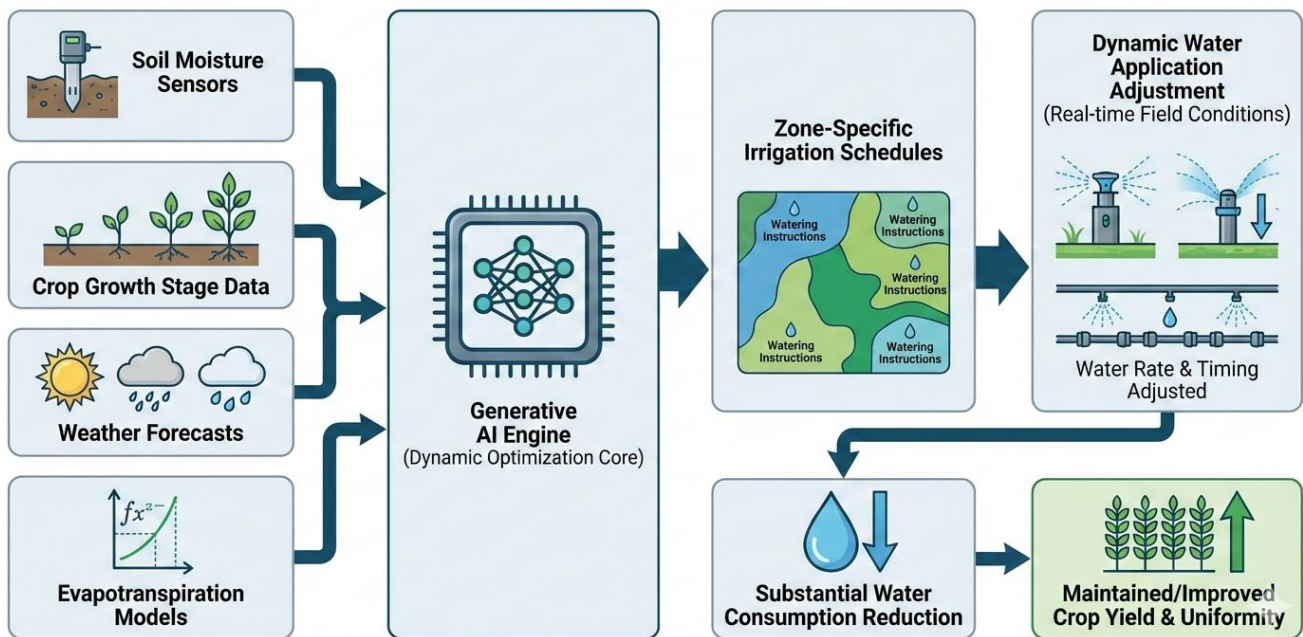 Soil Moisture
Sensors
Crop Growth Stage Data
Weather Forecasts
fx²⁻
Evapotranspiration
Models
Generative
AI Engine
(Dynamic Optimization Core)
Zone-Specific
Irrigation Schedules
Watering
Instructions
Watering
Instructions
Watering
Instructions
Watering
Instructions
Watering
Instructions
Dynamic Water
Application
Adjustment
(Real-time Field Conditions)
Water Rate & Timing
Adjusted
Substantial Water
Consumption Reduction
Maintained/Improved
Crop Yield & Uniformity